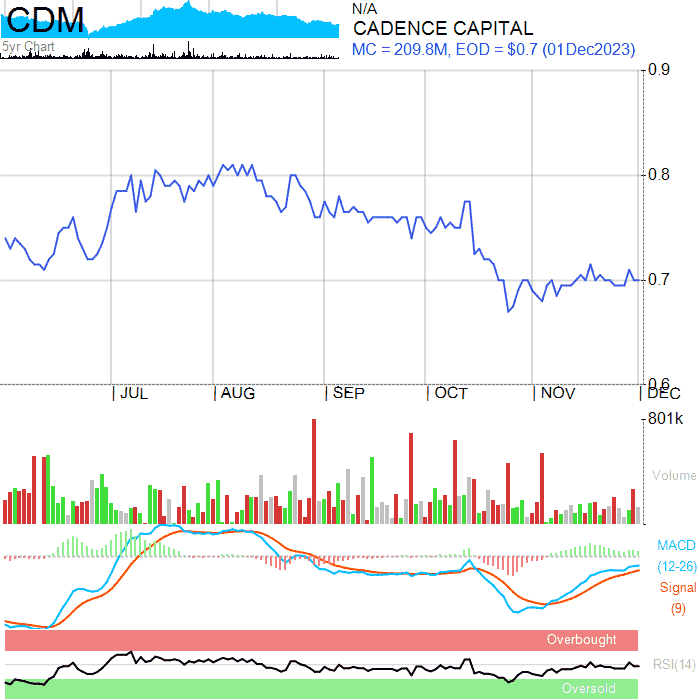 CDM
5yr Chart
N/A
CADENCE CAPITAL
MC = 209.8M, EOD = $0.7 (01Dec2023)
0.9
0.8
0.7
0.6
| JUL | AUG | SEP | OCT | NOV | DEC
801k
Volume
MACD
(12-26)
Signal
(9)
Overbought
RSI(14)
Oversold